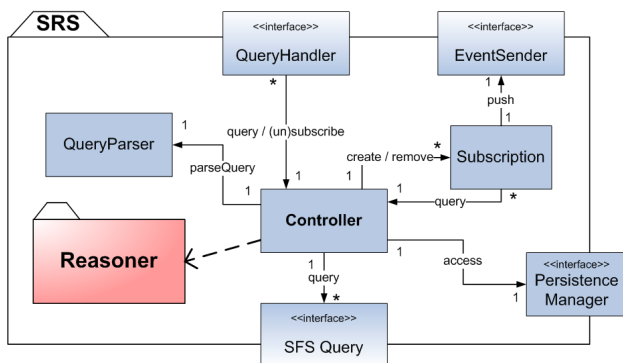 SRS
<<interface>>
QueryHandler
*
<<interface>>
EventSender
1
push
1
QueryParser
1
parseQuery
1
query / (un)subscribe
1
create / remove
1
*
Subscription
*
query
1
Controller
Reasoner
1
query
*
1
access
1
<<interface>>
Persistence
Manager
<<interface>>
SFS Query